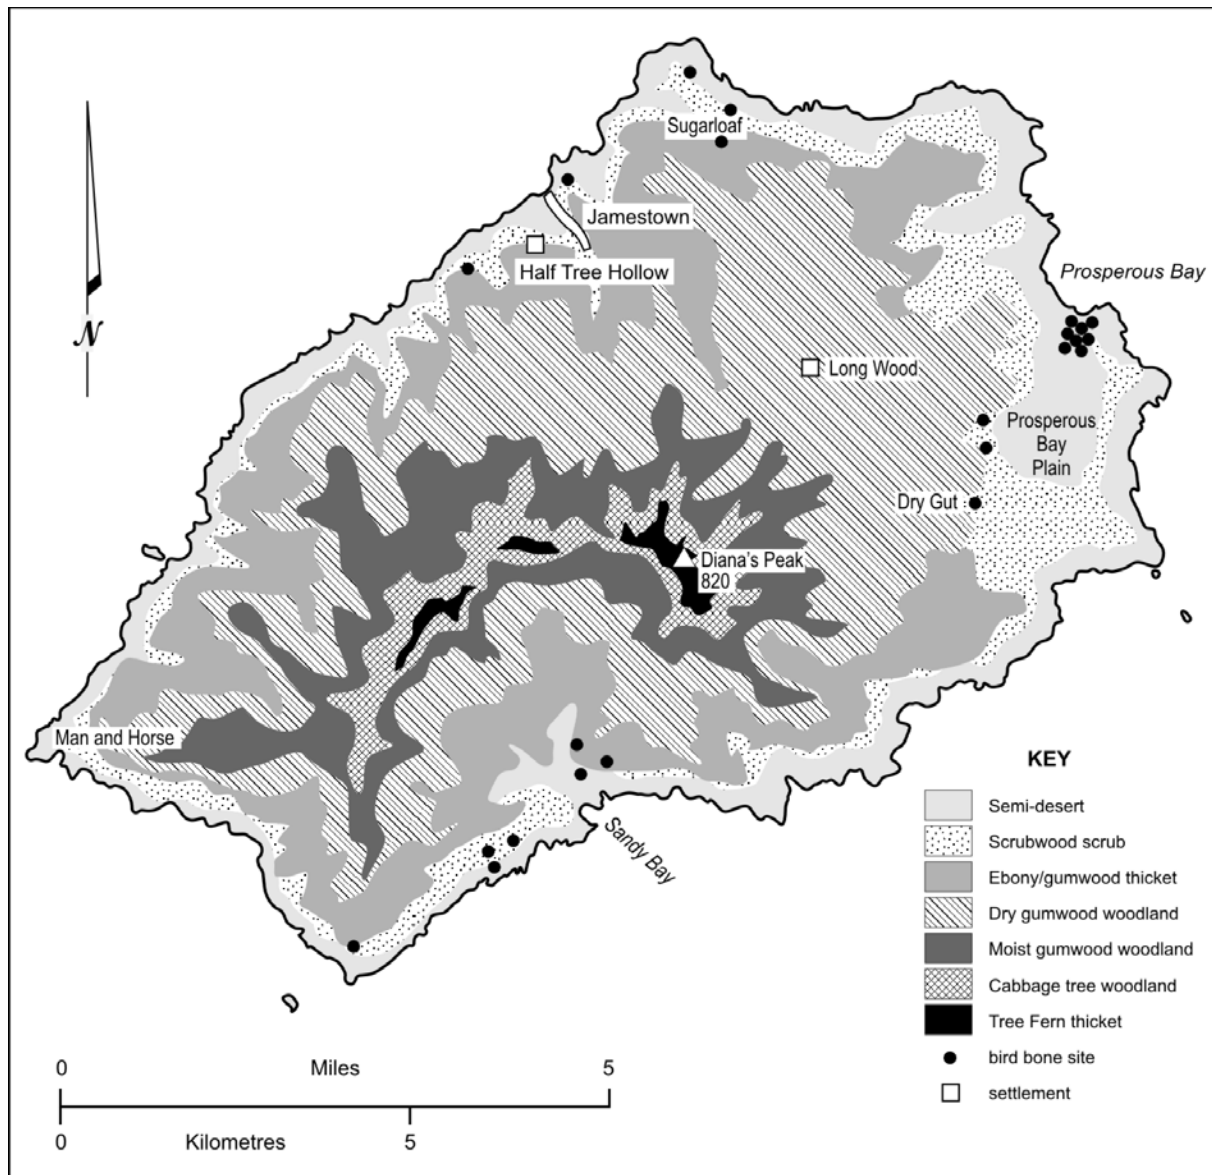 Sugarloaf
Jamestown
Half Tree Hollow
Prosperous Bay
N
Long Wood
Prosperous
Bay
Plain
Dry Gut
Diana's Peak
820
Man and Horse
Sandy Bay
KEY
Semi-desert
Scrubwood scrub
Ebony/gumwood thicket
Dry gumwood woodland
Moist gumwood woodland
Cabbage tree woodland
Tree Fern thicket
bird bone site
settlement
0 Miles 5
0 Kilometres 5